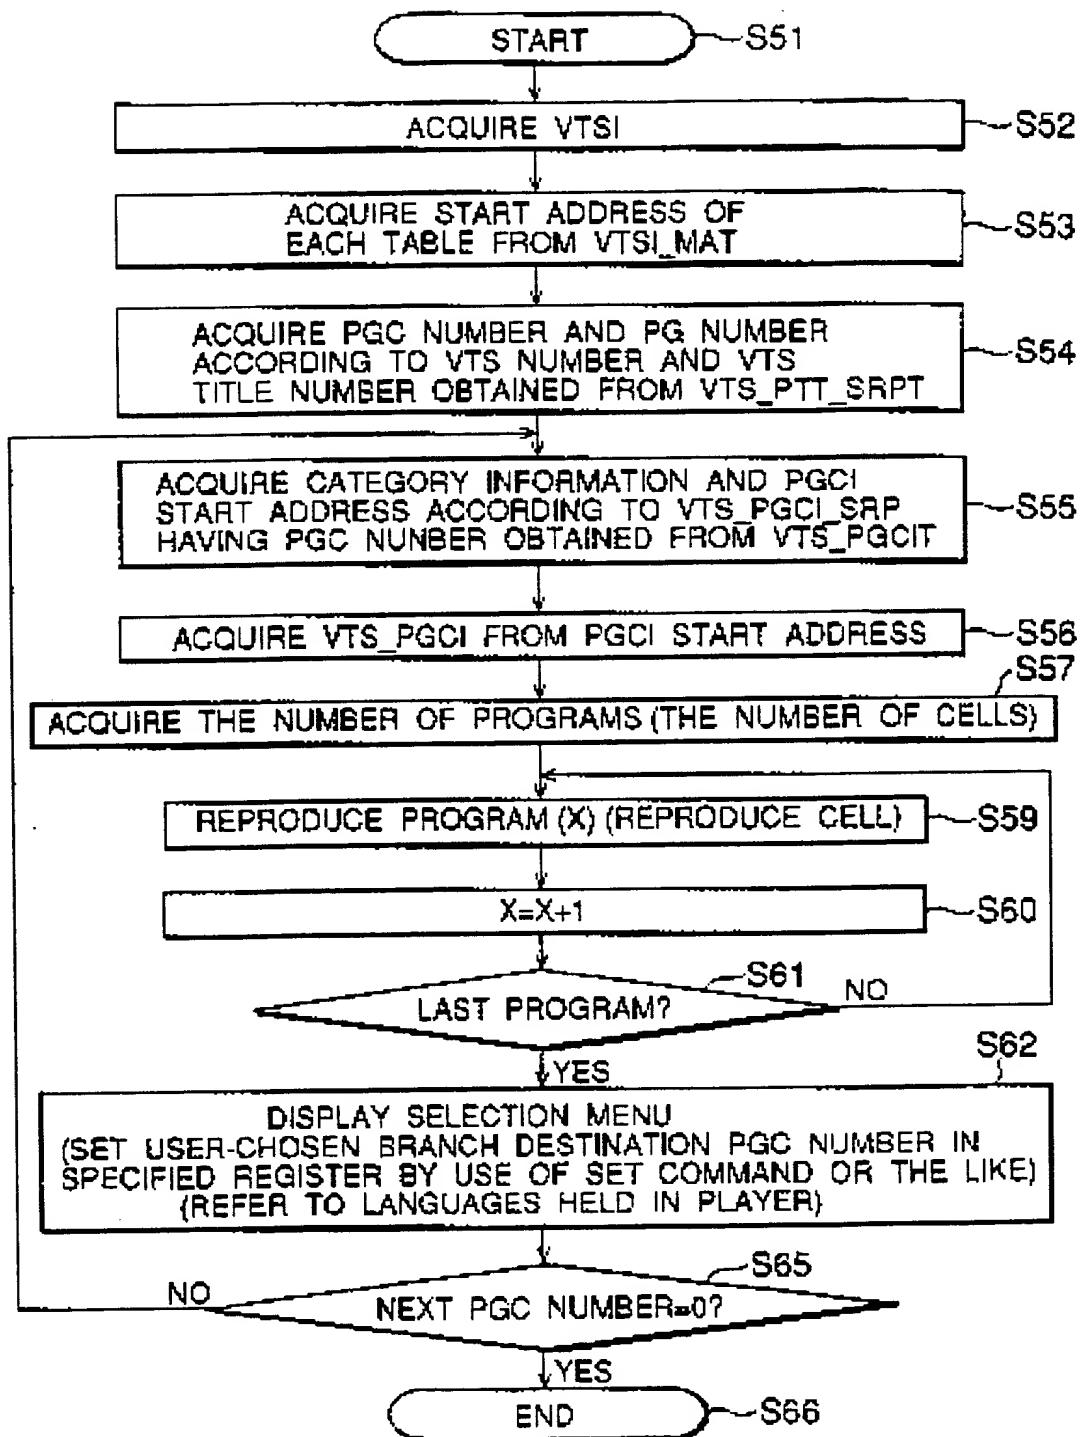 START
S51
ACQUIRE VTSI
S52
ACQUIRE START ADDRESS OF
EACH TABLE FROM VTSI_MAT
S53
ACQUIRE PGC NUMBER AND PG NUMBER
ACCORDING TO VTS NUMBER AND VTS
TITLE NUMBER OBTAINED FROM VTS_PTT_SRPT
S54
ACQUIRE CATEGORY INFORMATION AND PGCI
START ADDRESS ACCORDING TO VTS_PGCI_SRP
HAVING PGC NUNBER OBTAINED FROM VTS_PGCIT
S55
ACQUIRE VTS_PGCI FROM PGCI START ADDRESS
S56
S57
ACQUIRE THE NUMBER OF PROGRAMS (THE NUMBER OF CELLS)
REPRODUCE PROGRAM (X) (REPRODUCE CELL)
S59
X=X+1
S60
S61
LAST PROGRAM?
NO
YES
S62
DISPLAY SELECTION MENU
(SET USER-CHOSEN BRANCH DESTINATION PGC NUMBER IN
SPECIFIED REGISTER BY USE OF SET COMMAND OR THE LIKE)
(REFER TO LANGUAGES HELD IN PLAYER)
S65
NO
NEXT PGC NUMBER=0?
YES
END
S66